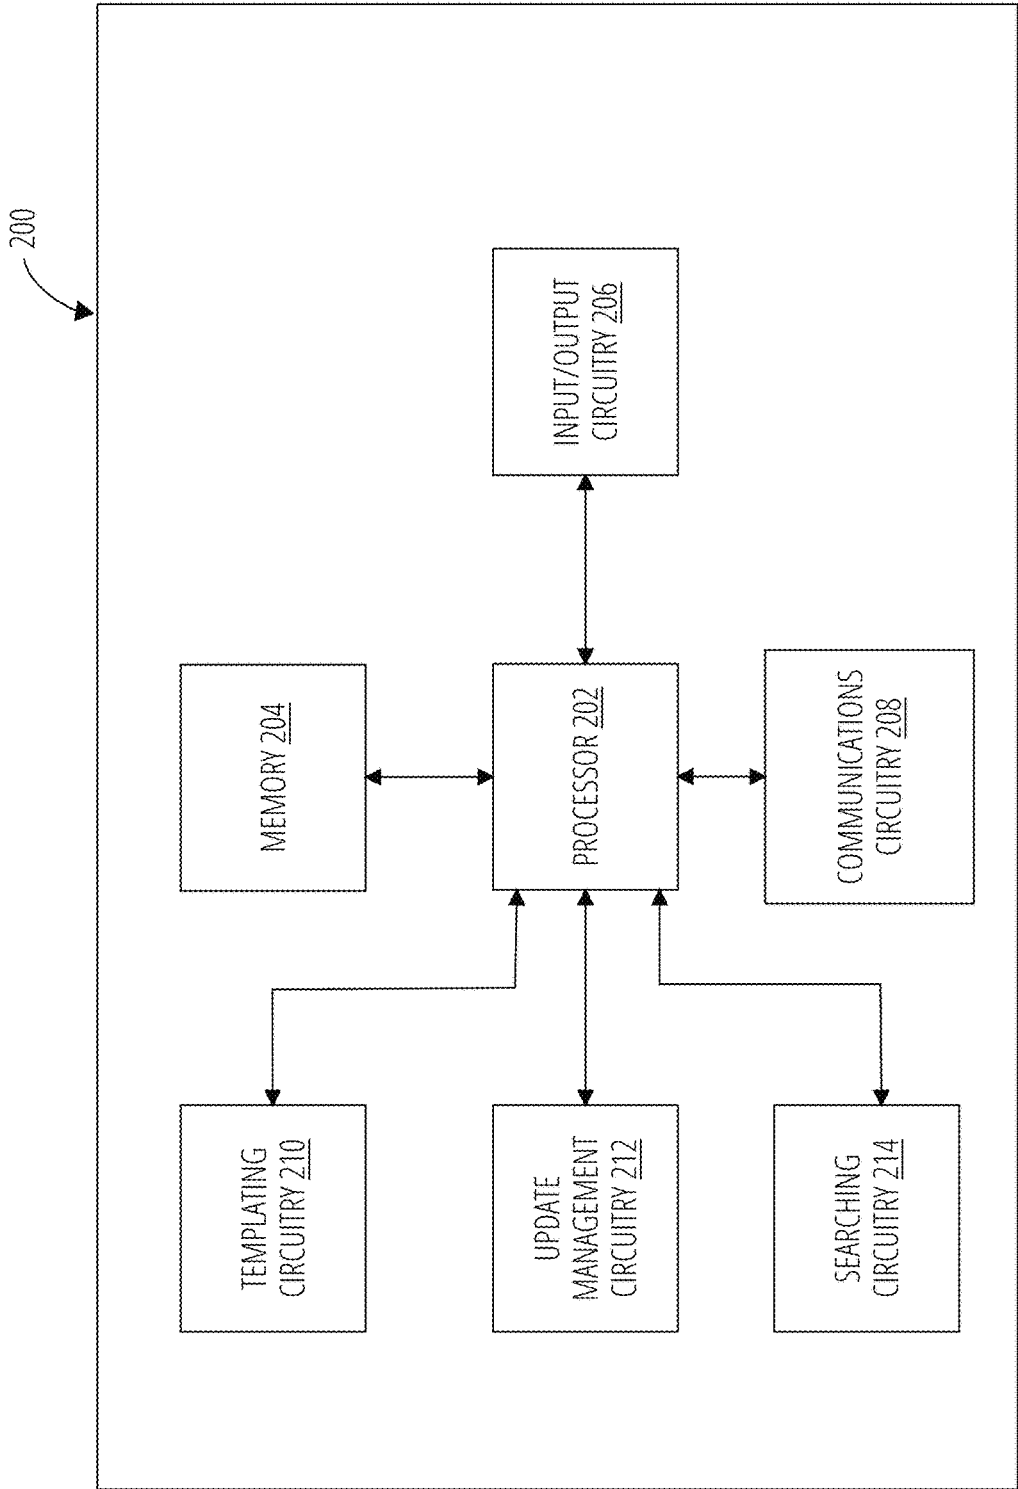 200
TEMPLATING
CIRCUITRY 210
MEMORY 204
UPDATE
MANAGEMENT
CIRCUITRY 212
PROCESSOR 202
INPUT/OUTPUT
CIRCUITRY 206
SEARCHING
CIRCUITRY 214
COMMUNICATIONS
CIRCUITRY 208